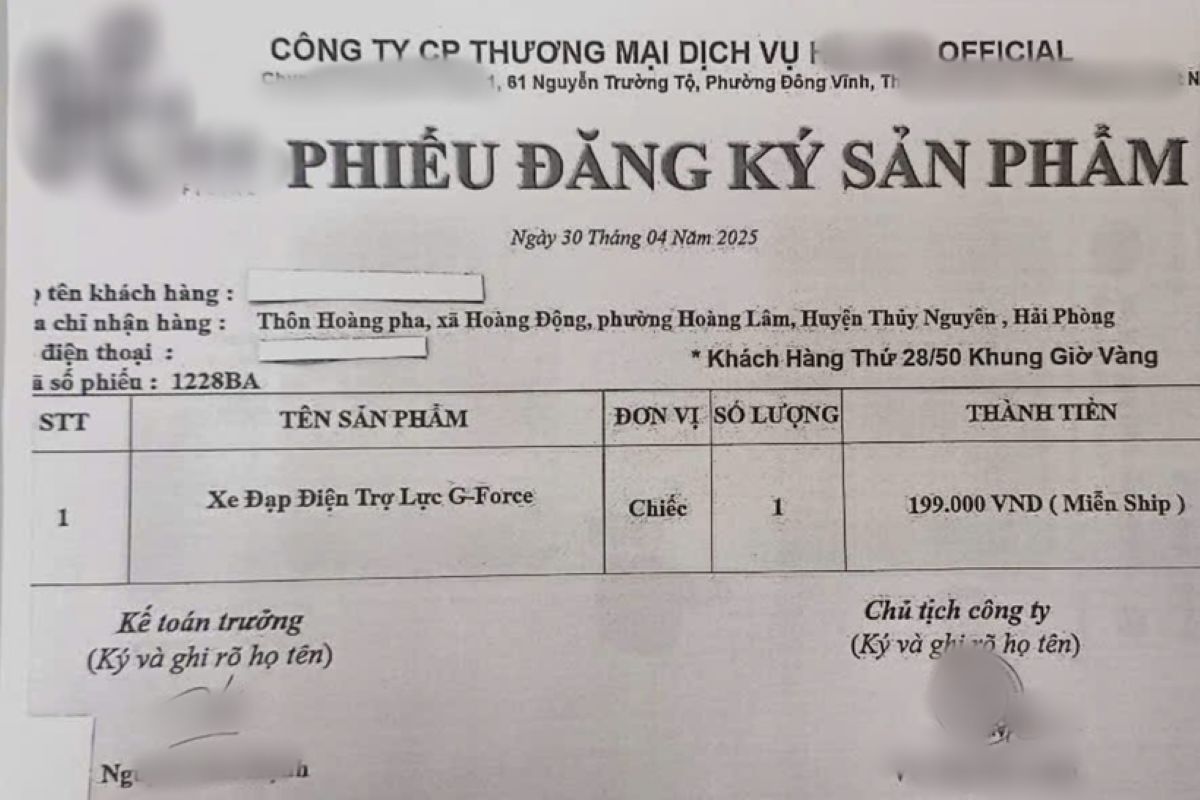 CÔNG TY CP THƯƠNG MẠI DỊCH VỤ H OFFICIAL
1, 61 Nguyễn Trường Tộ, Phường Đông Vĩnh, Th
PHIẾU ĐĂNG KÝ SẢN PHẨM
Ngày 30 Tháng 04 Năm 2025
tên khách hàng :
a chỉ nhận hàng : Thôn Hoàng pha, xã Hoàng Động, phường Hoàng Lâm, Huyện Thủy Nguyên , Hải Phòng
điện thoại :
* Khách Hàng Thứ 28/50 Khung Giờ Vàng
ã số phiếu : 1228BA
STT TÊN SẢN PHẨM ĐƠN VỊ SỐ LƯỢNG THÀNH TIỀN
1 Xe Đạp Điện Trợ Lực G-Force Chiếc 1 199.000 VND ( Miễn Ship )
Kế toán trưởng Chủ tịch công ty
(Ký và ghi rõ họ tên) (Ký và ghi rõ họ tên)